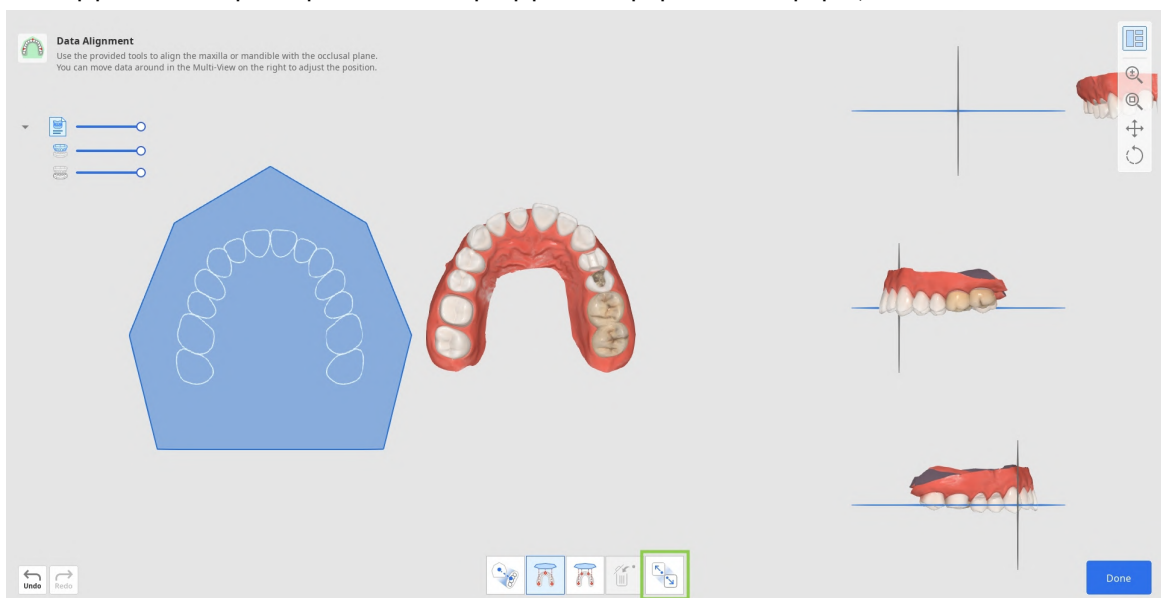 Data Alignment
Use the provided tools to align the maxilla or mandible with the occlusal plane.
You can move data around in the Multi-View on the right to adjust the position.
Undo
Redo
Done